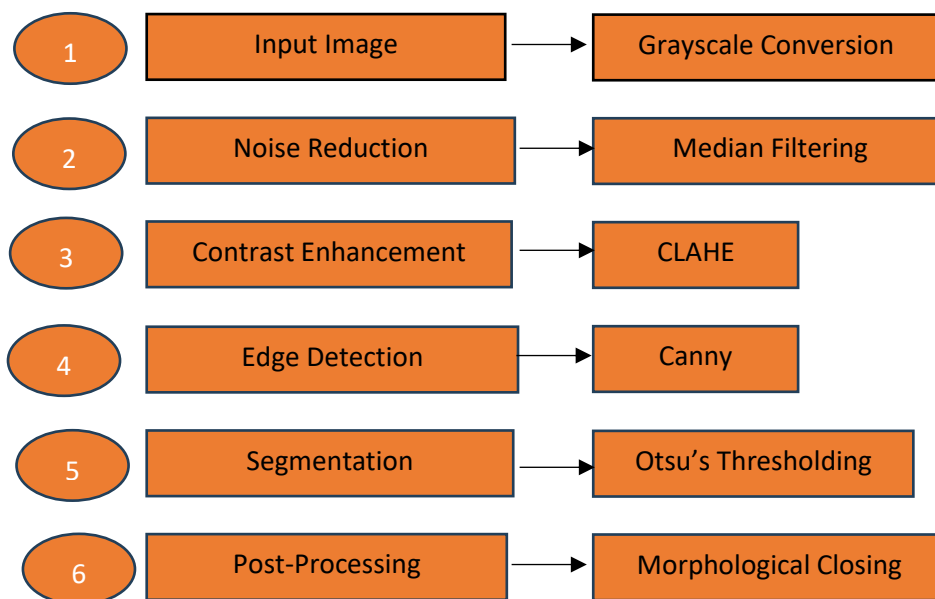 1 Input Image Grayscale Conversion
2 Noise Reduction Median Filtering
3 Contrast Enhancement CLAHE
4 Edge Detection Canny
5 Segmentation Otsu’s Thresholding
6 Post-Processing Morphological Closing